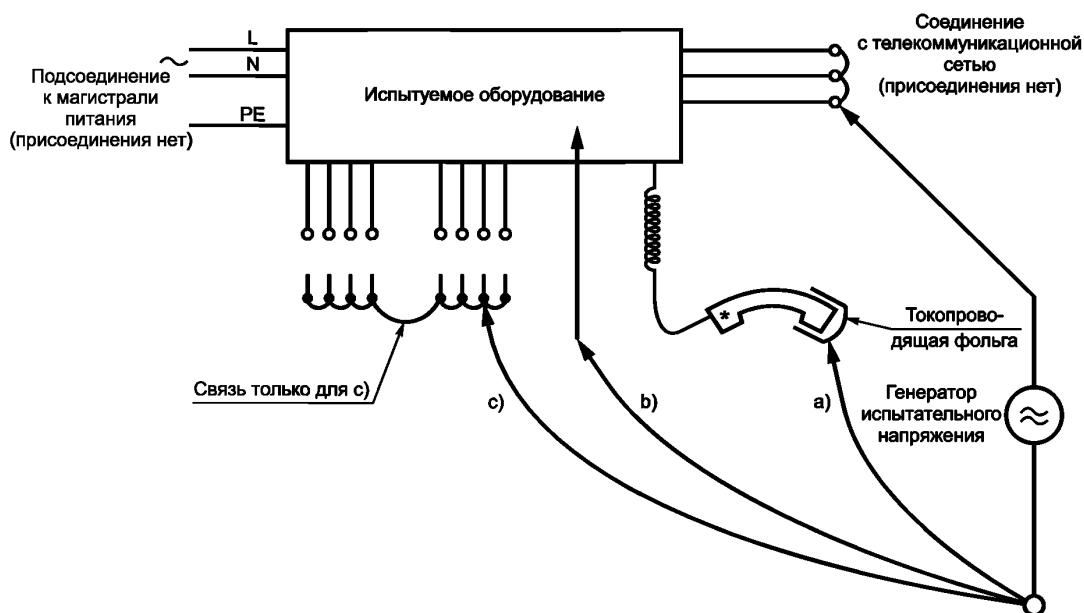 L
N
PE
Подсоединение
к магистрали
питания
(присоединения нет)
Испытуемое оборудование
Соединение
с телекоммуникационной
сетью
(присоединения нет)
*
Токопрово-
дящая фольга
Связь только для c)
c)
b)
a)
Генератор
испытательного
напряжения